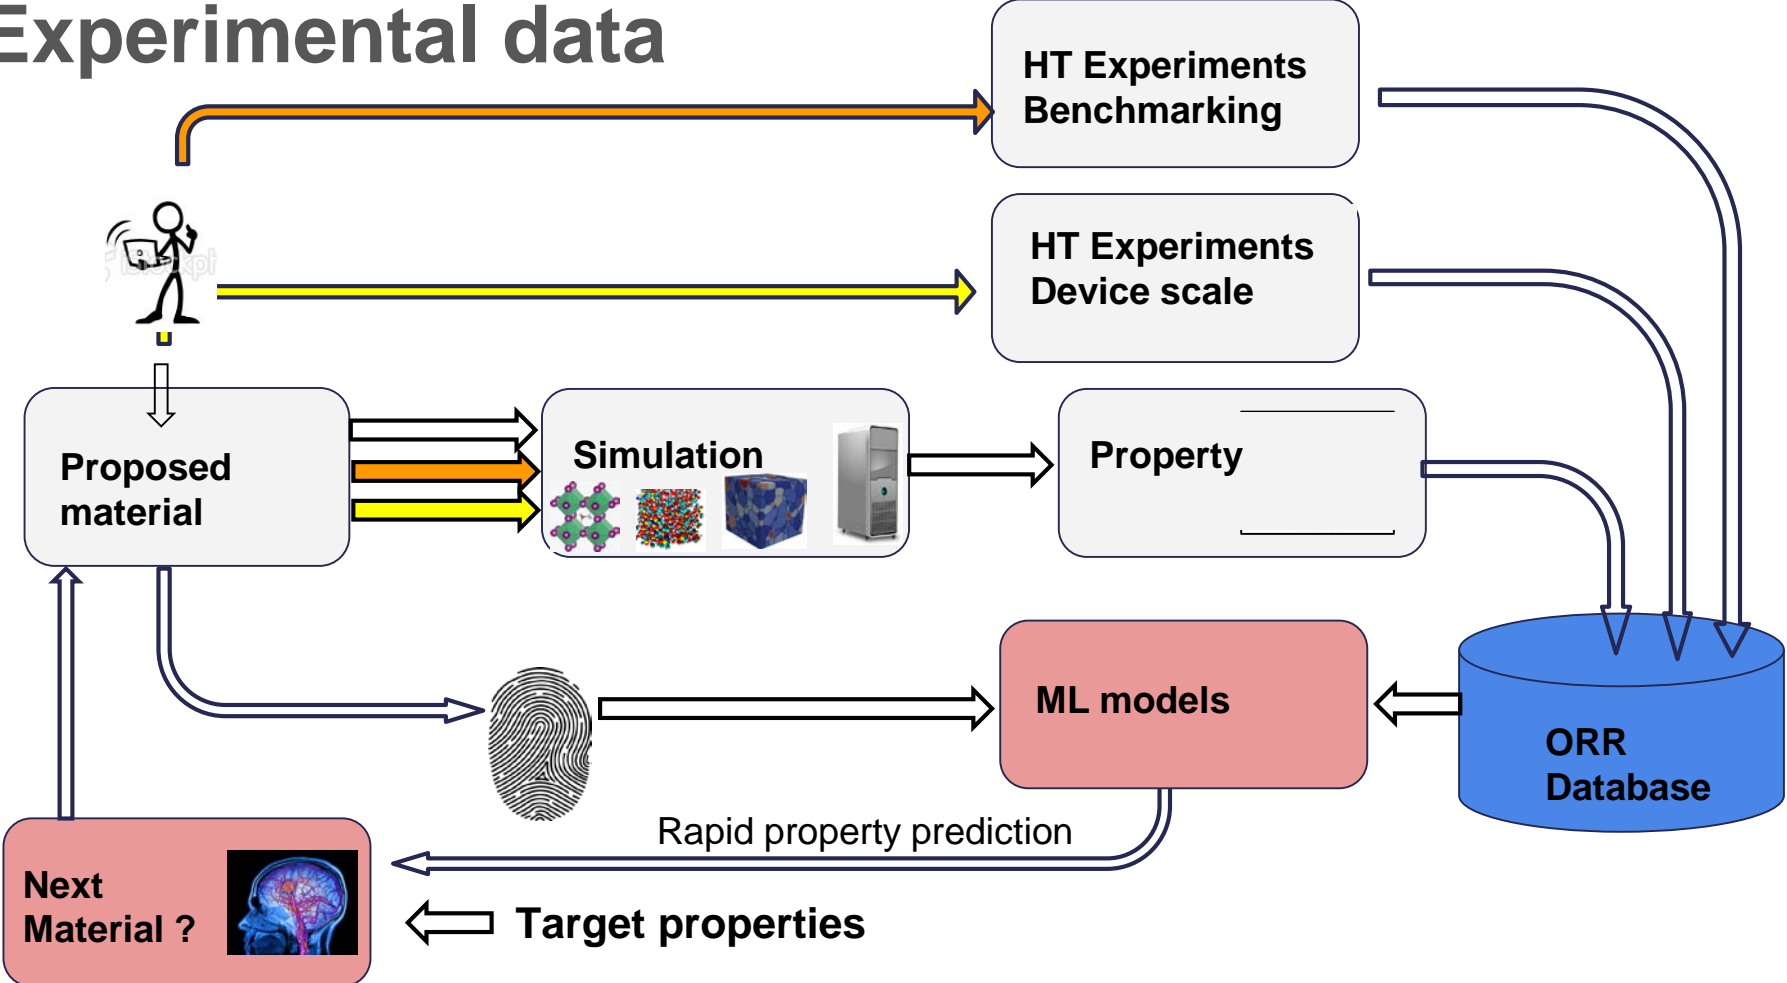 Experimental data
HT Experiments
Benchmarking
HT Experiments
Device scale
Proposed
material
Simulation
Property
ML models
ORR
Database
Rapid property prediction
Next
Material ?
Target properties